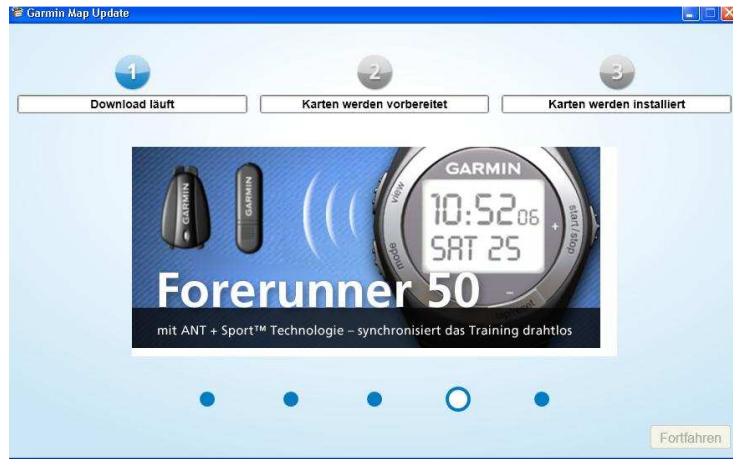 Garmin Map Update
1
2
3
Download läuft
Karten werden vorbereitet
Karten werden installiert
GARMIN
GARMIN
GARMIN
view
mode
start/stop
10:52 06
SAT 25
+
-
Forerunner 50
mit ANT + Sport™ Technologie – synchronisiert das Training drahtlos
Fortfahren